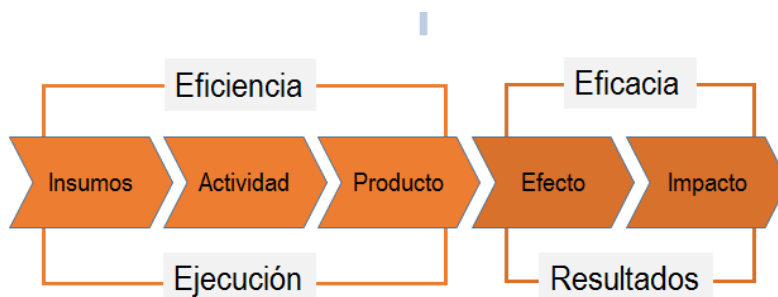 Eficiencia
Eficacia
Insumos
Actividad
Producto
Efecto
Impacto
Ejecución
Resultados